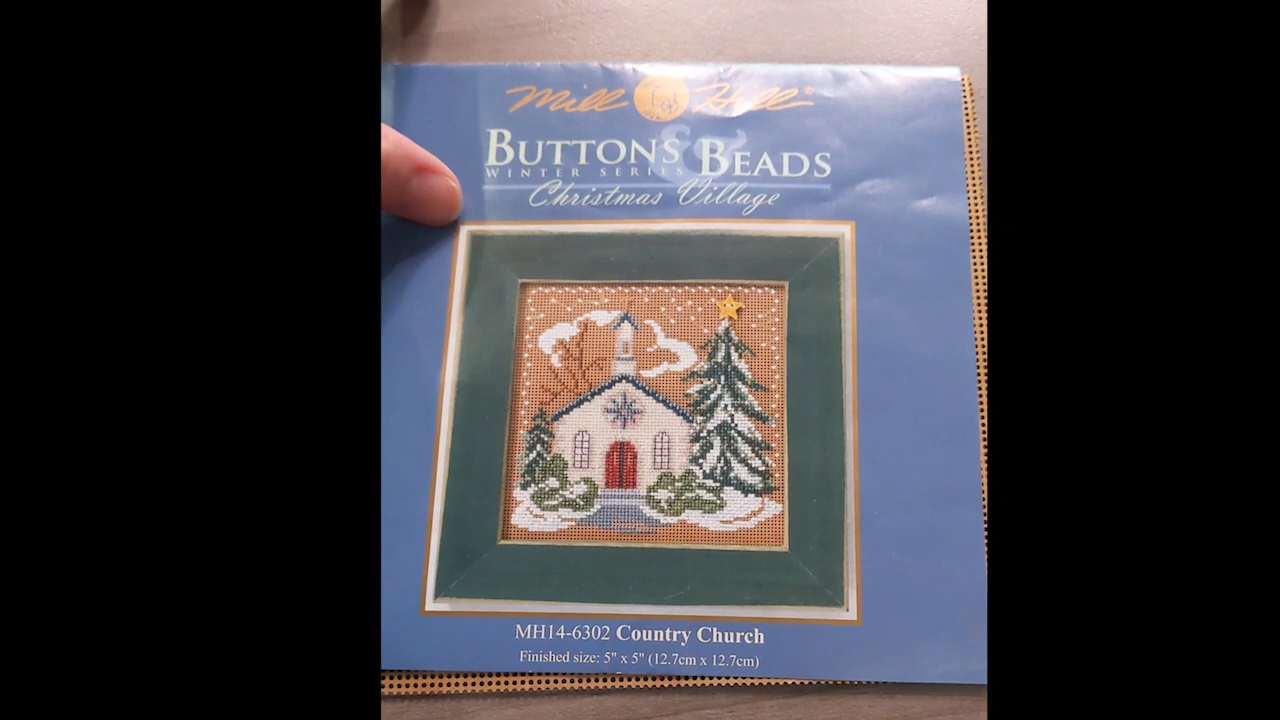 Mill Hill®
BUTTONS & BEADS
WINTER SERIES
Christmas Village
MH14-6302 Country Church
Finished size: 5" x 5" (12.7cm x 12.7cm)